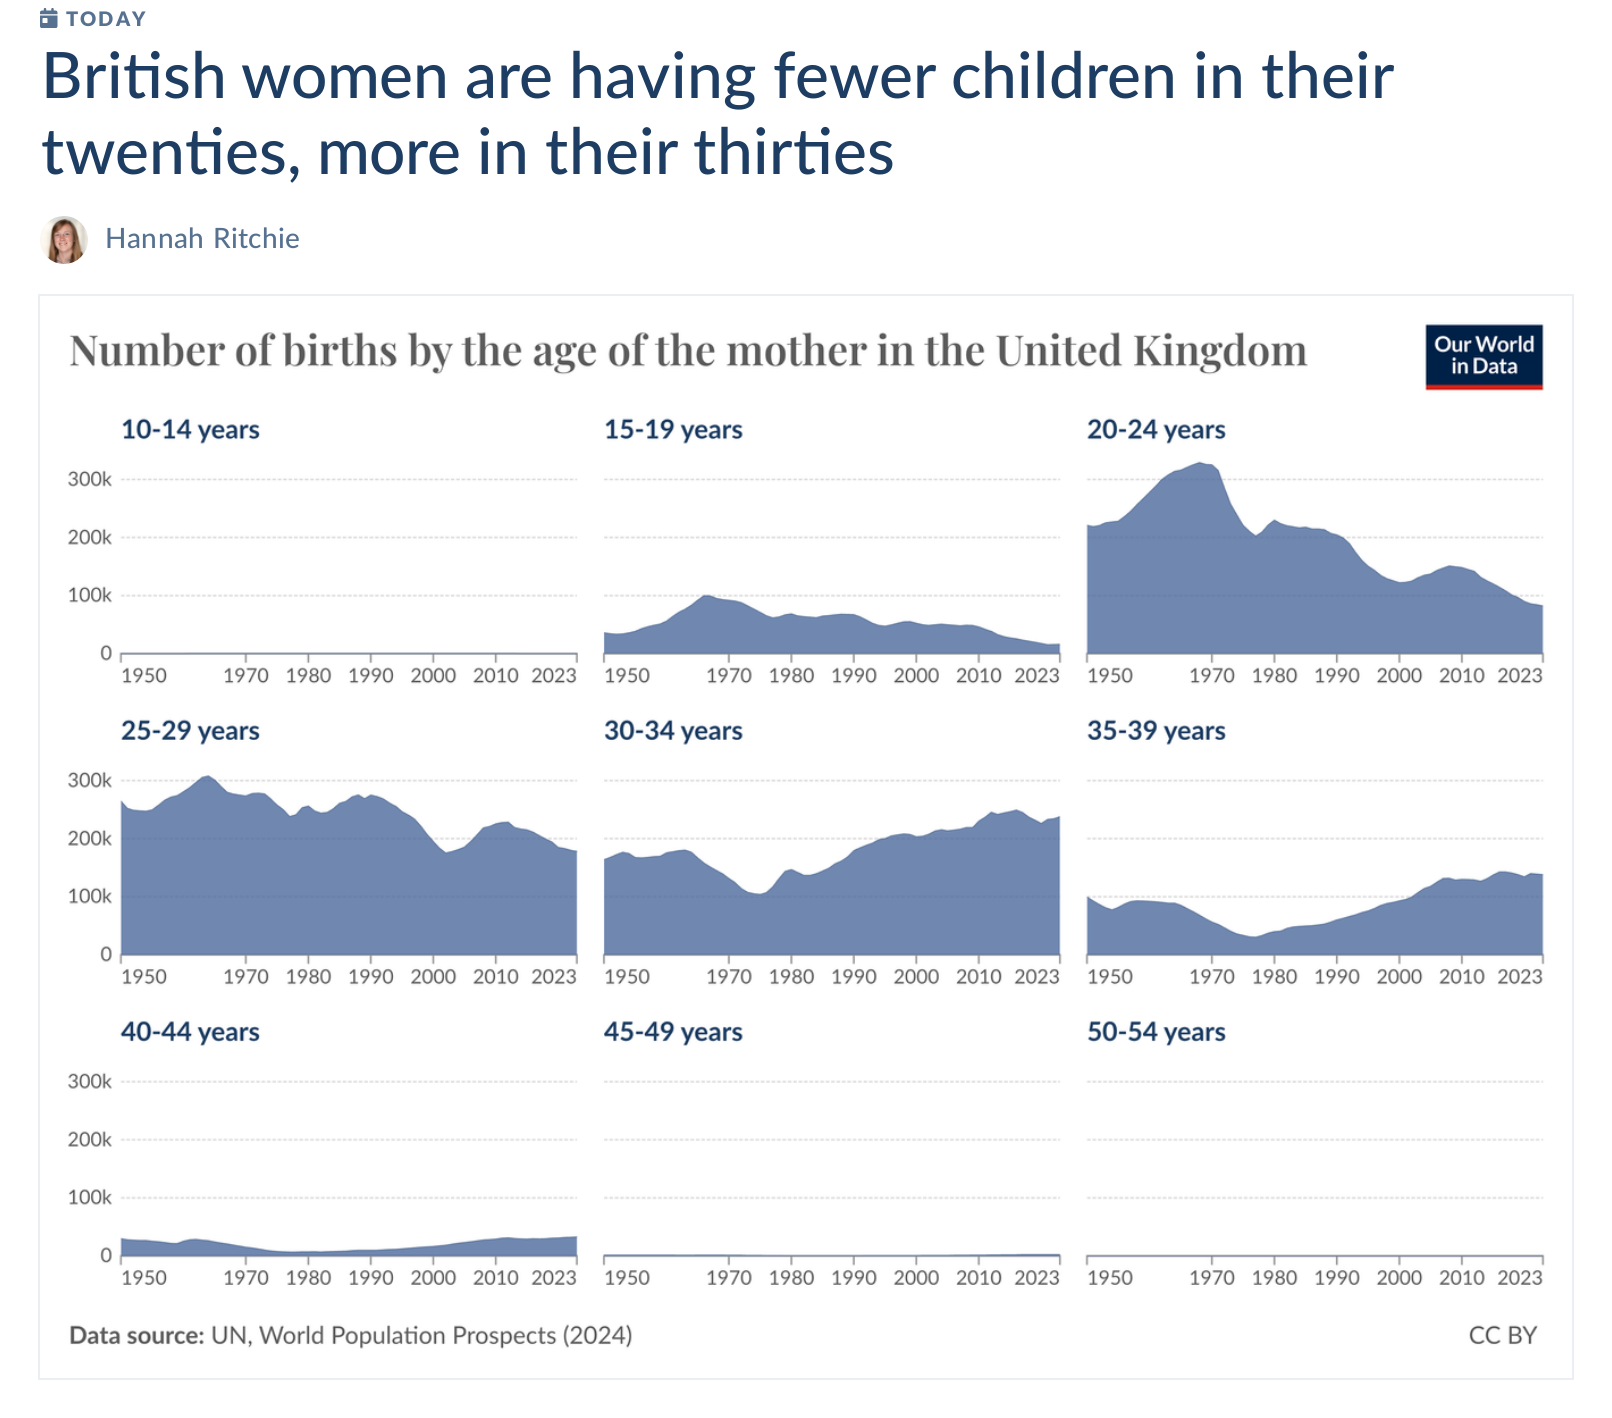 TODAY
British women are having fewer children in their
twenties, more in their thirties
Hannah Ritchie
Number of births by the age of the mother in the United Kingdom
Our World
in Data
10-14 years
300k
200k
100k
0
1950 1970 1980 1990 2000 2010 2023
15-19 years
1950 1970 1980 1990 2000 2010 2023
20-24 years
1950 1970 1980 1990 2000 2010 2023
25-29 years
300k
200k
100k
0
1950 1970 1980 1990 2000 2010 2023
30-34 years
1950 1970 1980 1990 2000 2010 2023
35-39 years
1950 1970 1980 1990 2000 2010 2023
40-44 years
300k
200k
100k
0
1950 1970 1980 1990 2000 2010 2023
45-49 years
1950 1970 1980 1990 2000 2010 2023
50-54 years
1950 1970 1980 1990 2000 2010 2023
Data source: UN, World Population Prospects (2024)
CC BY